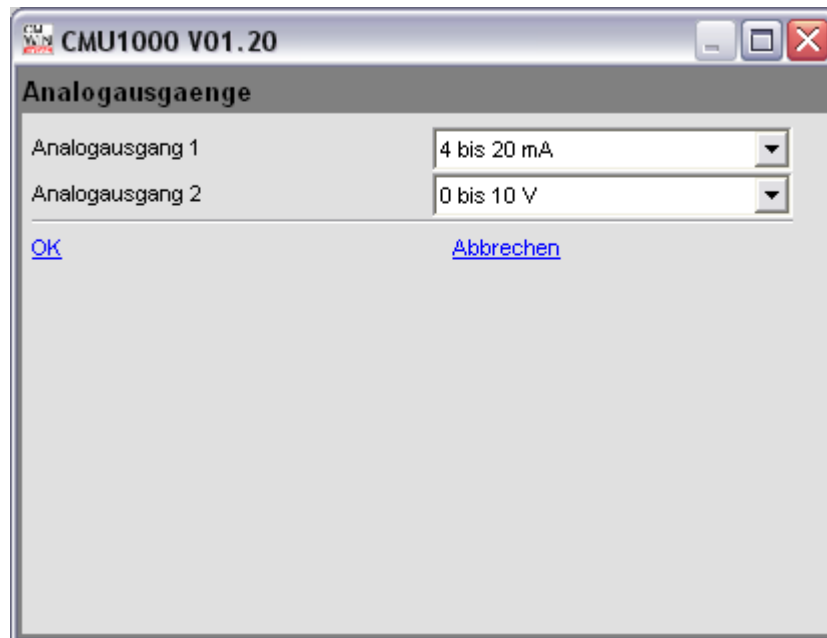 CMU1000 V01.20
Analogausgaenge
Analogausgang 1 4 bis 20 mA
Analogausgang 2 0 bis 10 V
OK Abbrechen